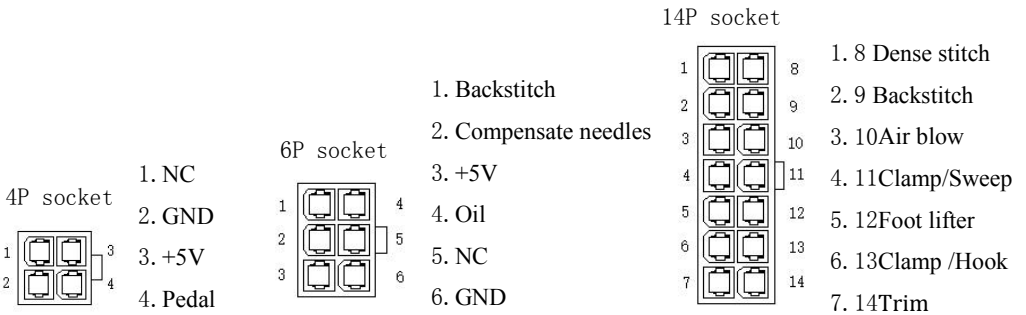 4P socket
1
2
3
4
1. NC
2. GND
3. +5V
4. Pedal
6P socket
1
2
3
4
5
6
1. Backstitch
2. Compensate needles
3. +5V
4. Oil
5. NC
6. GND
14P socket
1
2
3
4
5
6
7
8
9
10
11
12
13
14
1. 8 Dense stitch
2. 9 Backstitch
3. 10Air blow
4. 11Clamp/Sweep
5. 12Foot lifter
6. 13Clamp /Hook
7. 14Trim